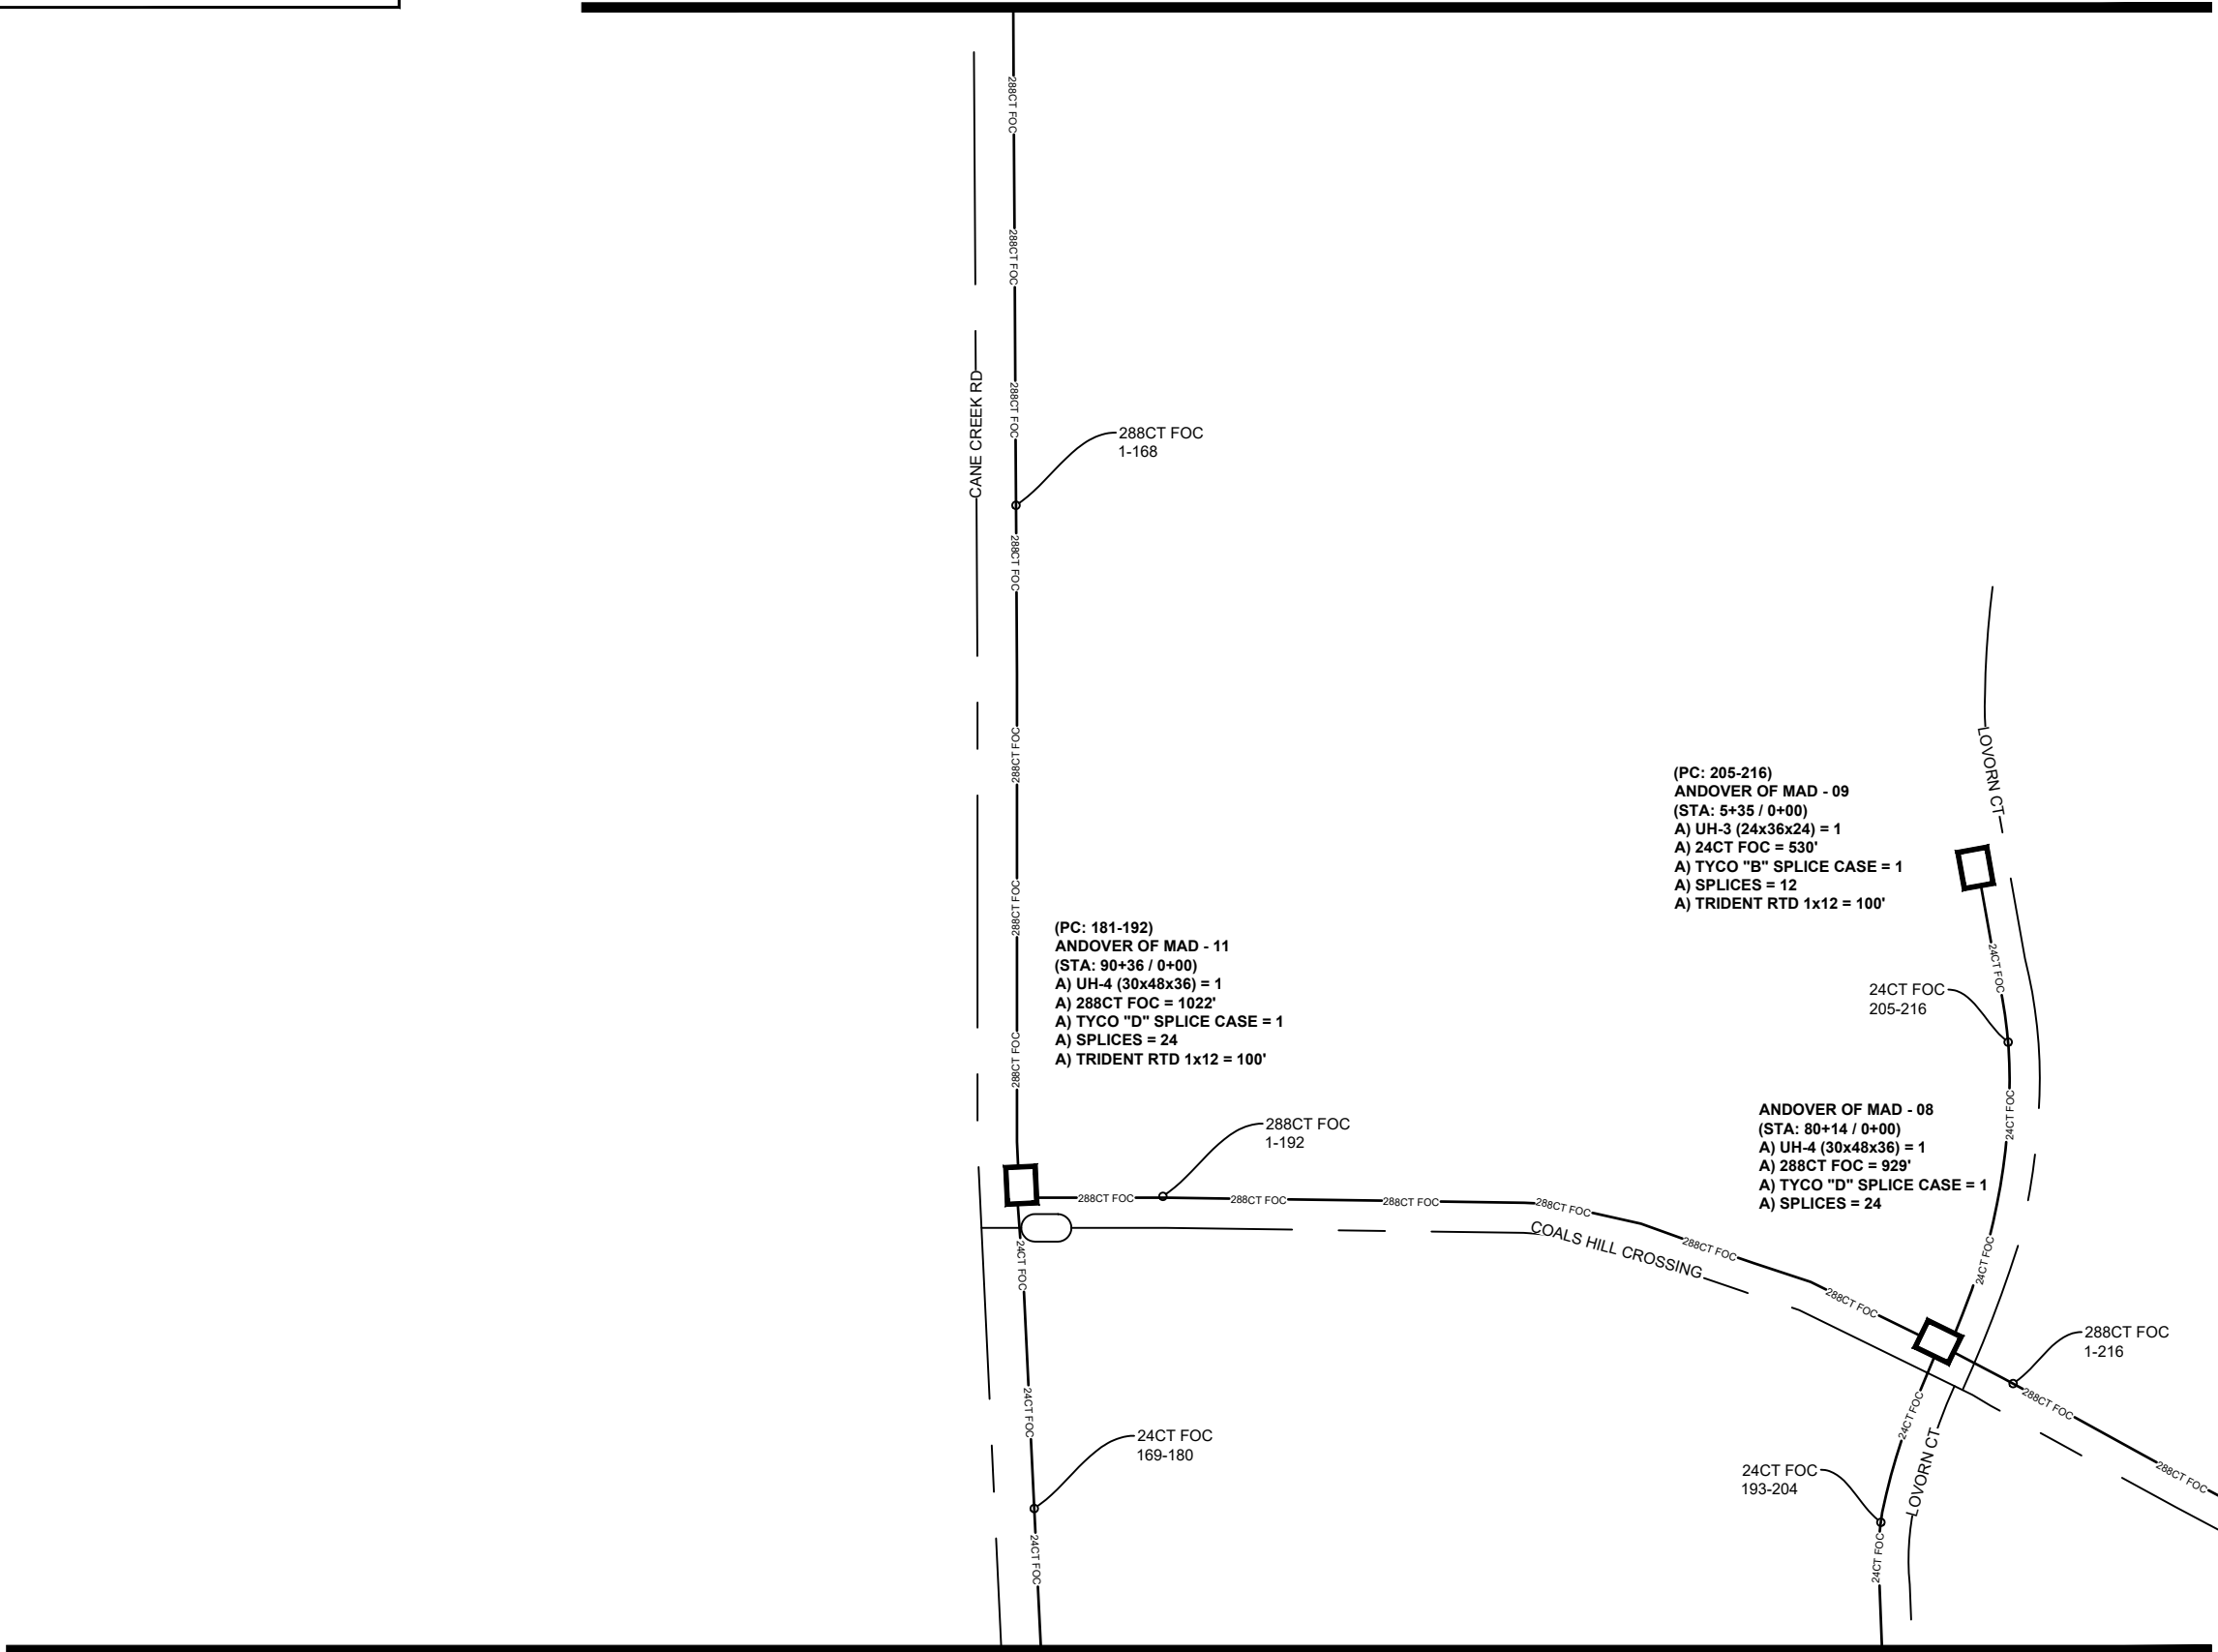 288CT FOC
288CT FOC
288CT FOC
CANE CREEK RD
288CT FOC
1-168
288CT FOC
288CT FOC
288CT FOC
288CT FOC
(PC: 181-192)
ANDOVER OF MAD - 11
(STA: 90+36 / 0+00)
A) UH-4 (30x48x36) = 1
A) 288CT FOC = 1022'
A) TYCO "D" SPLICE CASE = 1
A) SPLICES = 24
A) TRIDENT RTD 1x12 = 100'
LOVORN CT
(PC: 205-216)
ANDOVER OF MAD - 09
(STA: 5+35 / 0+00)
A) UH-3 (24x36x24) = 1
A) 24CT FOC = 530'
A) TYCO "B" SPLICE CASE = 1
A) SPLICES = 12
A) TRIDENT RTD 1x12 = 100'
24CT FOC
24CT FOC
205-216
24CT FOC
ANDOVER OF MAD - 08
(STA: 80+14 / 0+00)
A) UH-4 (30x48x36) = 1
A) 288CT FOC = 929'
A) TYCO "D" SPLICE CASE = 1
A) SPLICES = 24
288CT FOC
1-192
288CT FOC
288CT FOC
288CT FOC
288CT FOC
288CT FOC
288CT FOC
COALS HILL CROSSING
24CT FOC
24CT FOC
288CT FOC
1-216
288CT FOC
288CT FOC
24CT FOC
24CT FOC
169-180
24CT FOC
24CT FOC
LOVORN CT
24CT FOC
193-204
24CT FOC